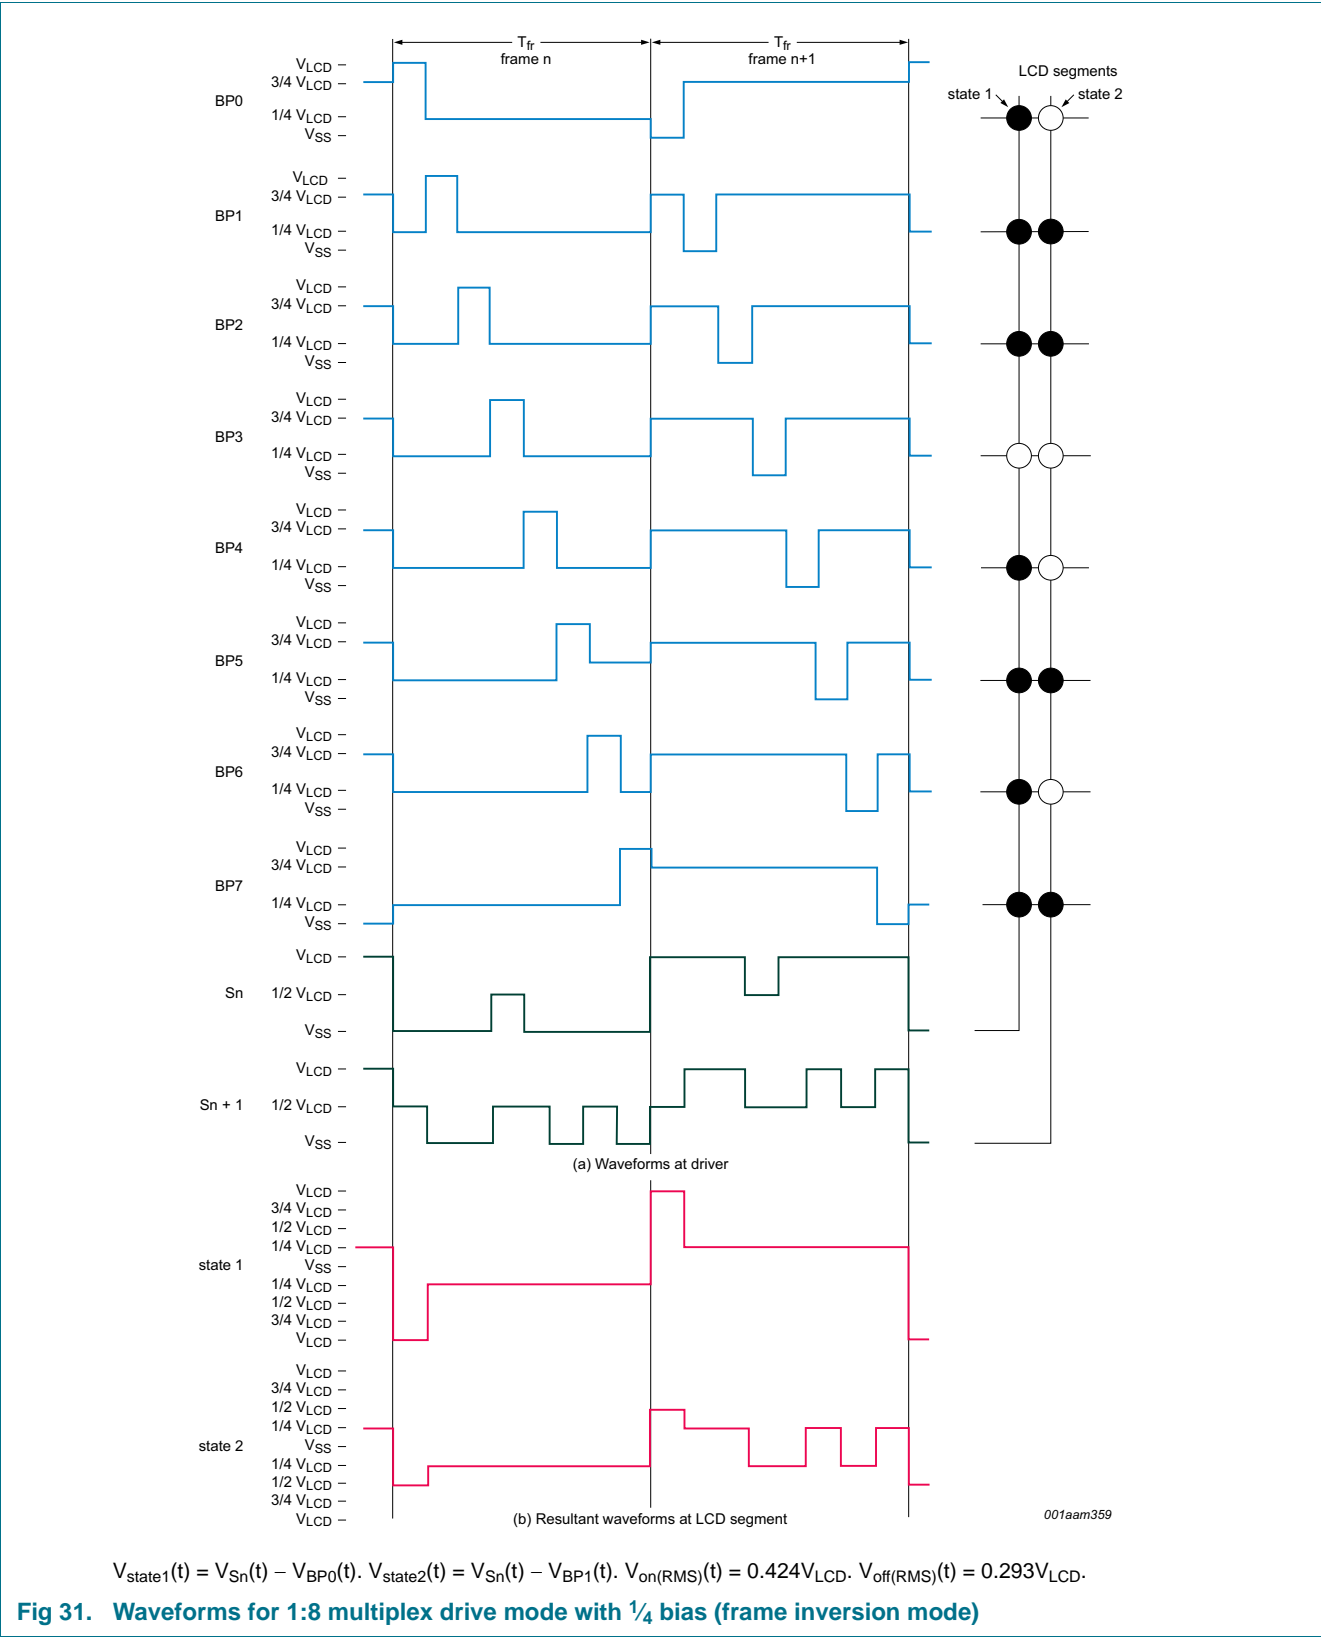 Tfr Tfr
frame n frame n+1
LCD segments
state 1 state 2
BP0
VLCD
3/4 VLCD
1/4 VLCD
VSS
BP1
VLCD
3/4 VLCD
1/4 VLCD
VSS
BP2
VLCD
3/4 VLCD
1/4 VLCD
VSS
BP3
VLCD
3/4 VLCD
1/4 VLCD
VSS
BP4
VLCD
3/4 VLCD
1/4 VLCD
VSS
BP5
VLCD
3/4 VLCD
1/4 VLCD
VSS
BP6
VLCD
3/4 VLCD
1/4 VLCD
VSS
BP7
VLCD
3/4 VLCD
1/4 VLCD
VSS
Sn
VLCD
1/2 VLCD
VSS
Sn + 1
VLCD
1/2 VLCD
VSS
(a) Waveforms at driver
state 1
VLCD
3/4 VLCD
1/2 VLCD
1/4 VLCD
VSS
1/4 VLCD
1/2 VLCD
3/4 VLCD
VLCD
state 2
VLCD
3/4 VLCD
1/2 VLCD
1/4 VLCD
VSS
1/4 VLCD
1/2 VLCD
3/4 VLCD
VLCD
(b) Resultant waveforms at LCD segment
001aam359
Vstate1(t) = VSn(t) − VBP0(t). Vstate2(t) = VSn(t) − VBP1(t). Von(RMS)(t) = 0.424VLCD. Voff(RMS)(t) = 0.293VLCD.
Fig 31. Waveforms for 1:8 multiplex drive mode with 1⁄4 bias (frame inversion mode)